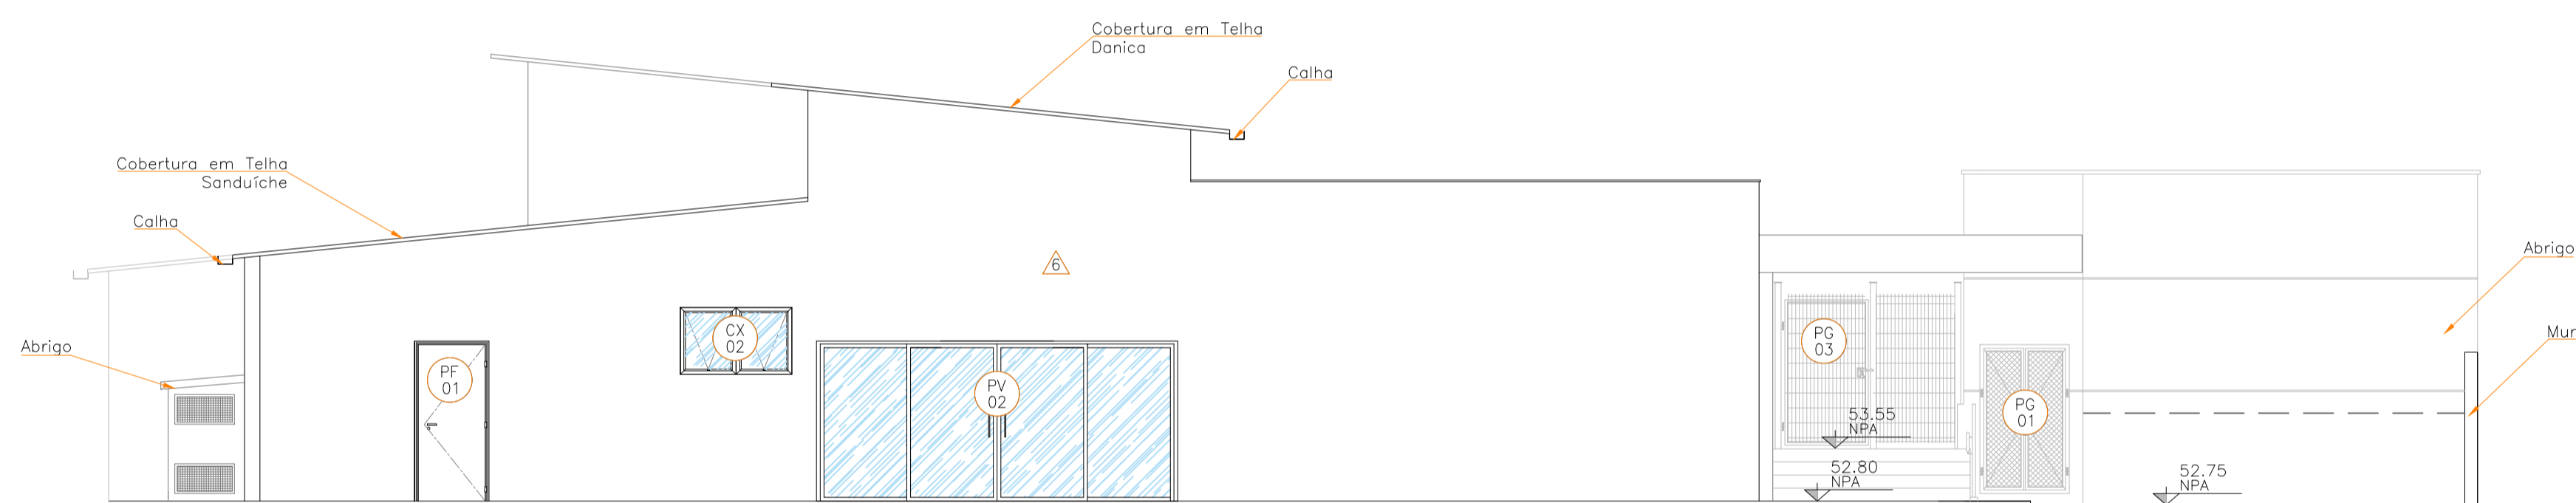 Cobertura em Telha
Danica
Calha
Cobertura em Telha
Sanduíche
Calha
Abrigo
6
CX
02
PF
01
PV
02
PG
03
PG
01
Abrigo
Mur
Abrigo
53.55
NPA
52.80
NPA
52.75
NPA